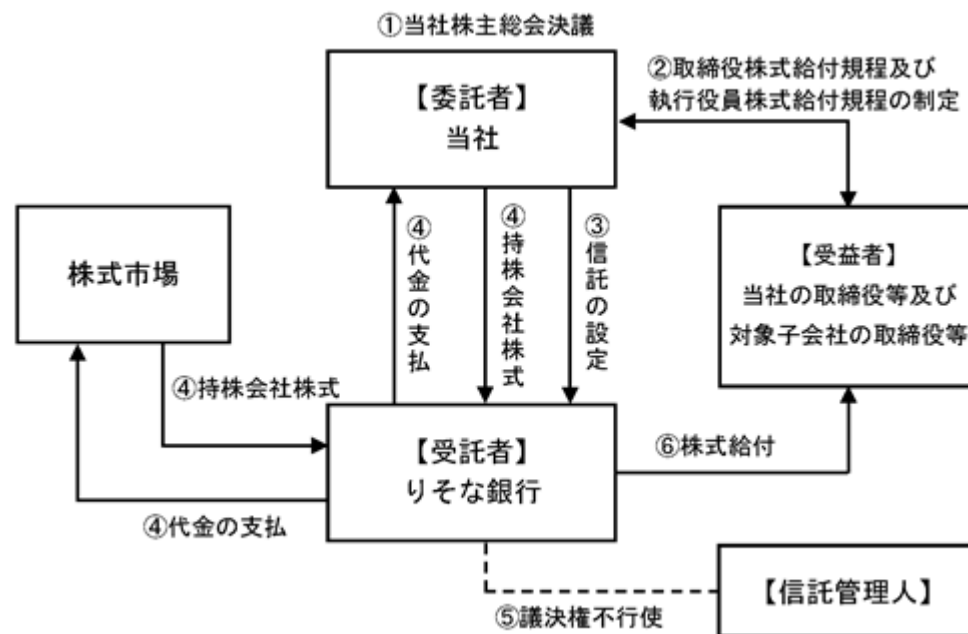 ①当社株主総会決議
②取締役株式給付規程及び
執行役員株式給付規程の制定
【委託者】
当社
株式市場
④代金の支払
④持株会社株式
③信託の設定
【受益者】
当社の取締役等及び
対象子会社の取締役等
④持株会社株式
【受託者】
りそな銀行
⑥株式給付
④代金の支払
【信託管理人】
⑤議決権不行使